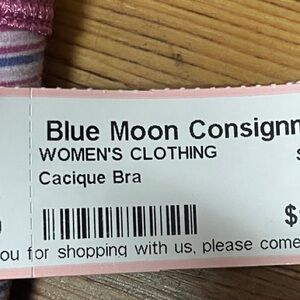 Blue Moon Consignm
WOMEN'S CLOTHING
Cacique Bra
$
ou for shopping with us, please come